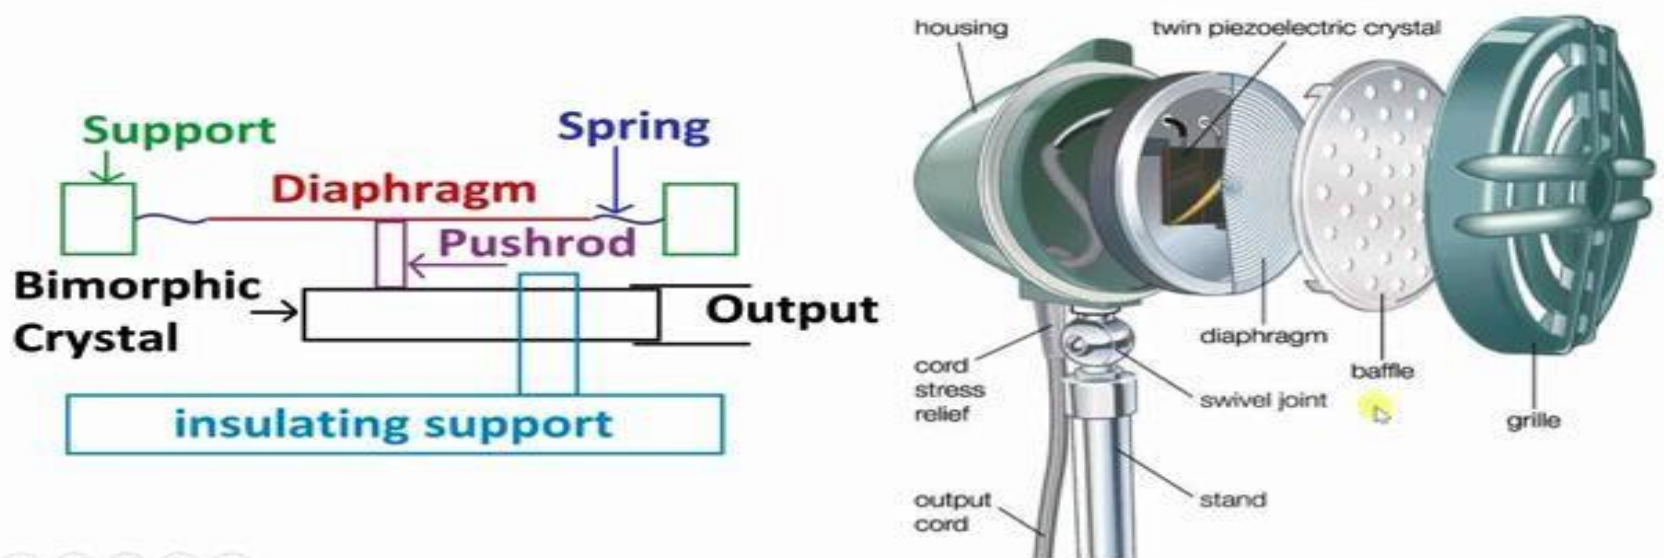 Support
Spring
Diaphragm
Pushrod
Bimorphic
Crystal
Output
insulating support
housing
twin piezoelectric crystal
diaphragm
baffle
cord
stress
relief
swivel joint
grille
output
cord
stand